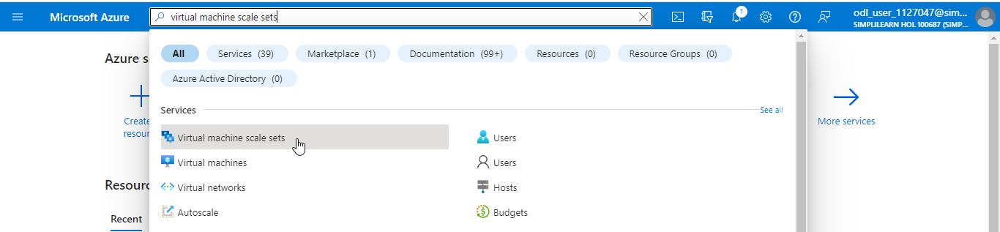 Microsoft Azure
virtual machine scale sets
1
odl_user_1127047@sim...
SIMPLILEARN HOL 100687 (SIMP...
All
Services (39)
Marketplace (1)
Documentation (99+)
Resources (0)
Resource Groups (0)
Azure Active Directory (0)
Azure s
Services
See all
Create
resour
More services
Virtual machine scale sets
Users
Virtual machines
Users
Virtual networks
Hosts
Autoscale
Budgets
Resour
Recent